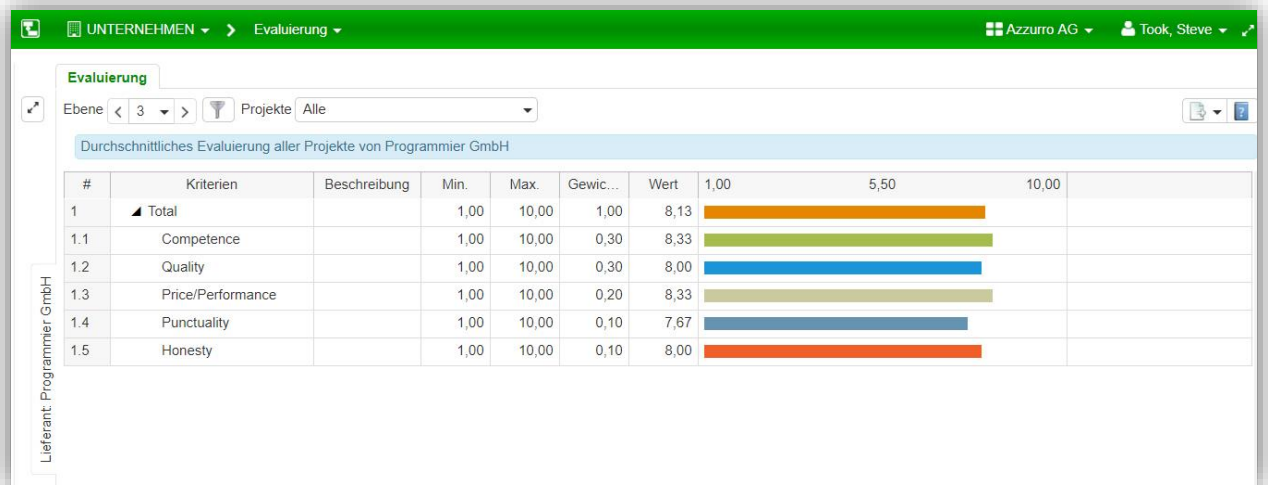 UNTERNEHMEN Evaluierung Azzurro AG Took, Steve
Evaluierung
Ebene 3 Projekte Alle
Durchschnittliches Evaluierung aller Projekte von Programmier GmbH
# Kriterien Beschreibung Min. Max. Gewic... Wert 1,00 5,50 10,00
1 Total 1,00 10,00 1,00 8,13
1.1 Competence 1,00 10,00 0,30 8,33
1.2 Quality 1,00 10,00 0,30 8,00
1.3 Price/Performance 1,00 10,00 0,20 8,33
1.4 Punctuality 1,00 10,00 0,10 7,67
1.5 Honesty 1,00 10,00 0,10 8,00
Lieferant: Programmier GmbH